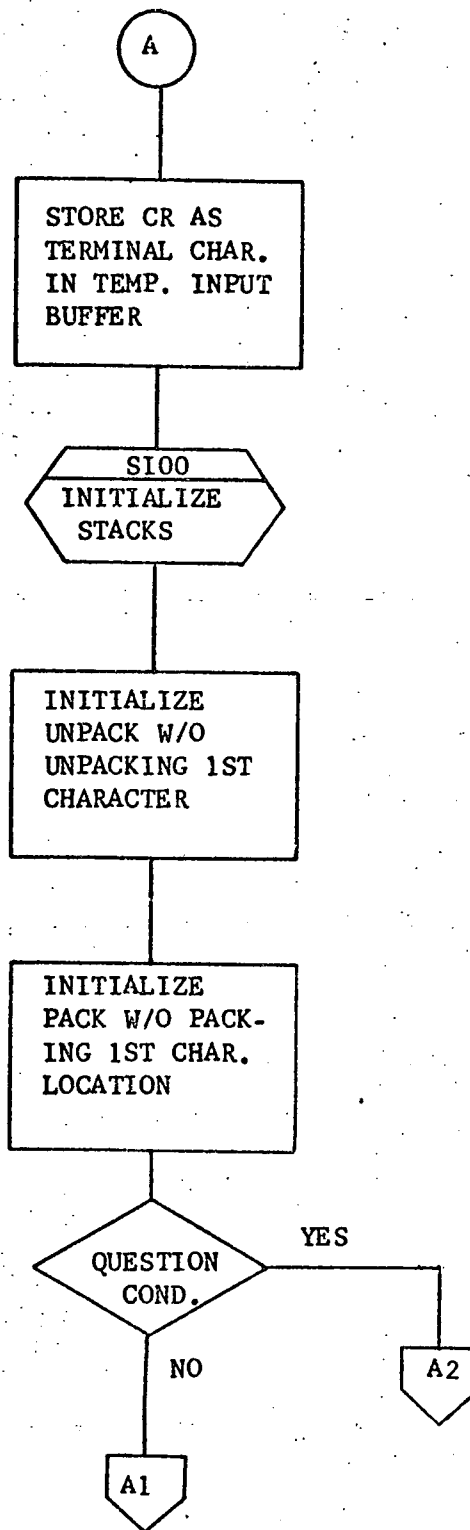 A
STORE CR AS
TERMINAL CHAR.
IN TEMP. INPUT
BUFFER
SI00
INITIALIZE
STACKS
INITIALIZE
UNPACK W/O
UNPACKING 1ST
CHARACTER
INITIALIZE
PACK W/O PACK-
ING 1ST CHAR.
LOCATION
QUESTION
COND.
YES
NO
A2
A1